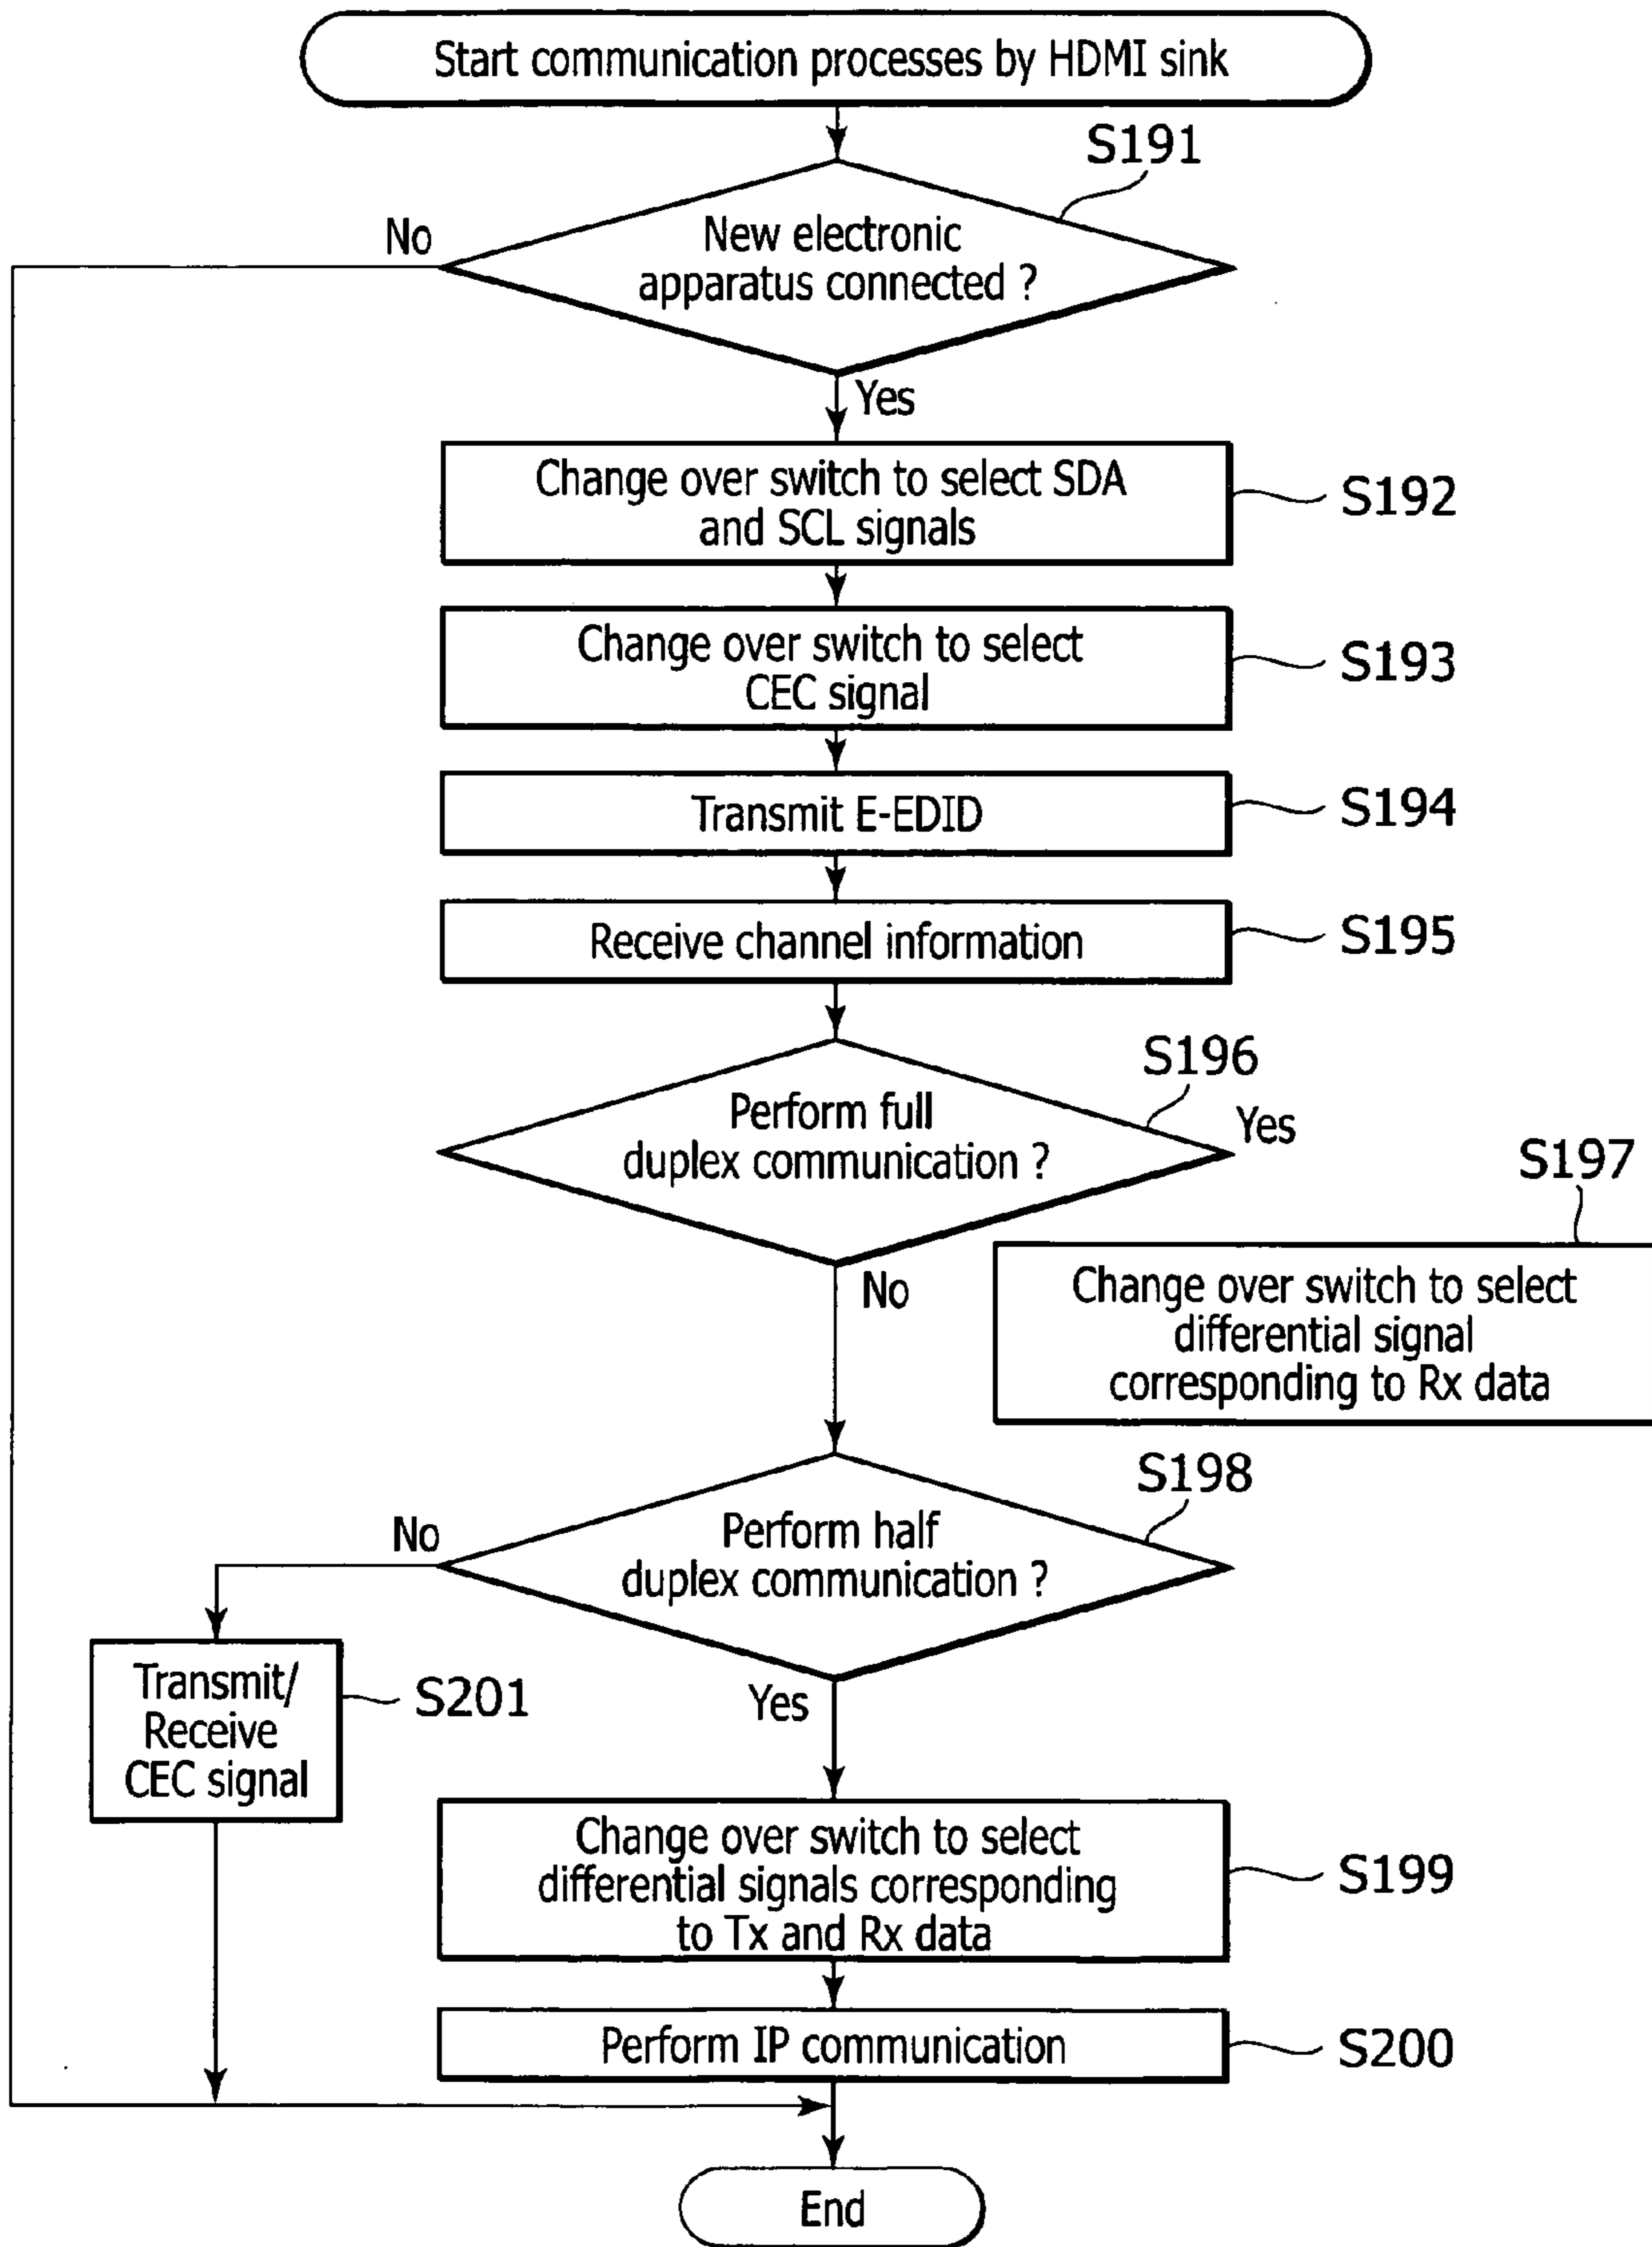 Start communication processes by HDMI sink
S191
No
New electronic
apparatus connected ?
Yes
Change over switch to select SDA
and SCL signals
S192
Change over switch to select
CEC signal
S193
Transmit E-EDID
S194
Receive channel information
S195
S196
Perform full
duplex communication ?
Yes
S197
No
Change over switch to select
differential signal
corresponding to Rx data
S198
No
Perform half
duplex communication ?
Transmit/
Receive
CEC signal
S201
Yes
Change over switch to select
differential signals corresponding
to Tx and Rx data
S199
Perform IP communication
S200
End